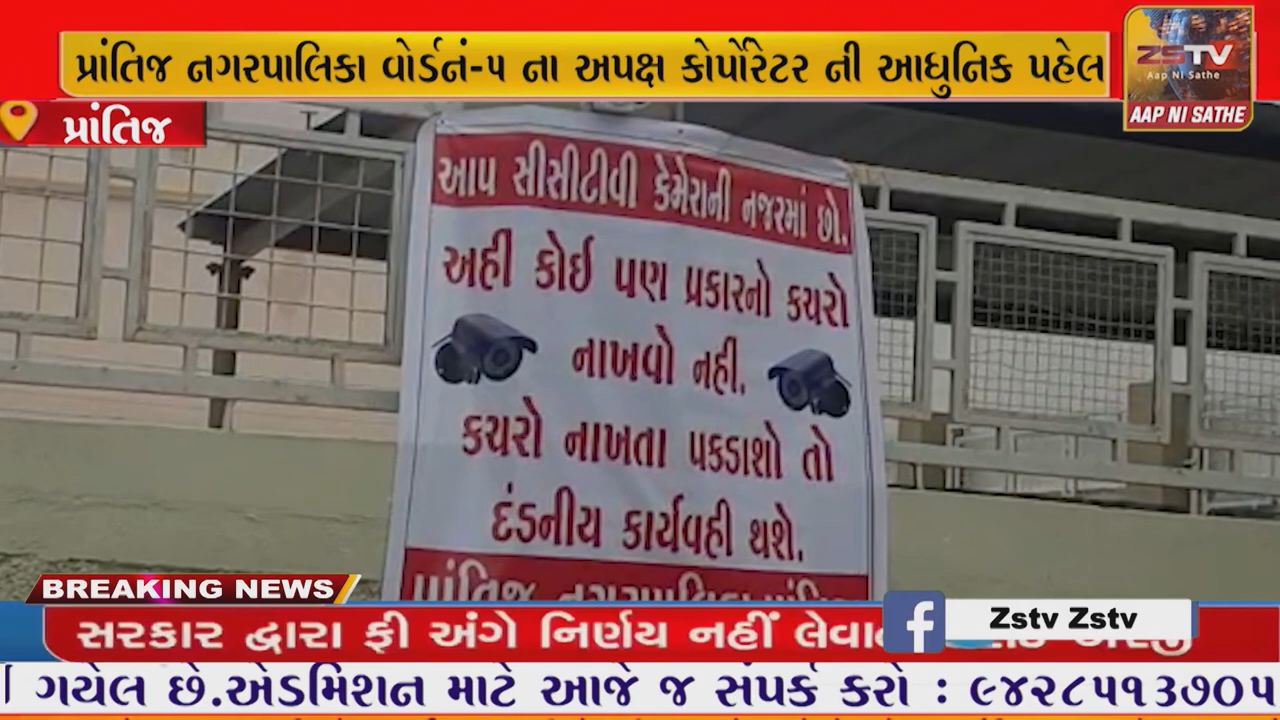 પ્રાંતિજ નગરપાલિકા વોર્ડનં-૫ ના અપક્ષ કોર્પોરેટર ની આધુનિક પહેલ
ZSTV
Aap Ni Sathe
AAP NI SATHE
પ્રાંતિજ
આપ સીસીટીવી કેમેરાની નજરમાં છો.
અહીં કોઈ પણ પ્રકારનો કચરો
નાખવો નહીં.
કચરો નાખતા પકડાશો તો
દંડનીય કાર્યવહી થશે.
પ્રાંતિજ નગરપાલિકા
BREAKING NEWS
સરકાર દ્વારા ફી અંગે નિર્ણય નહીં
Zstv Zstv
ગયેલ છે.એડમિશન માટે આજે જ સંપર્ક કરો : ૯૪૨૮૫૧૩૭૦૫